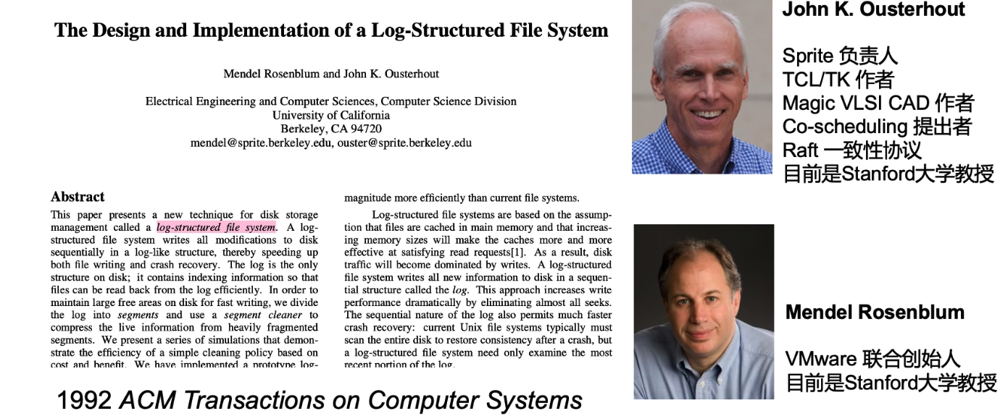 The Design and Implementation of a Log-Structured File System
Mendel Rosenblum and John K. Ousterhout
Electrical Engineering and Computer Sciences, Computer Science Division
University of California
Berkeley, CA 94720
mendel@sprite.berkeley.edu, ouster@sprite.berkeley.edu
Abstract
This paper presents a new technique for disk storage
management called a log-structured file system. A log-
structured file system writes all modifications to disk
sequentially in a log-like structure, thereby speeding up
both file writing and crash recovery. The log is the only
structure on disk; it contains indexing information so that
files can be read back from the log efficiently. In order to
maintain large free areas on disk for fast writing, we divide
the log into segments and use a segment cleaner to
compress the live information from heavily fragmented
segments. We present a series of simulations that demon-
strate the efficiency of a simple cleaning policy based on
cost and benefit. We have implemented a prototype log-
magnitude more efficiently than current file systems.
Log-structured file systems are based on the assump-
tion that files are cached in main memory and that increas-
ing memory sizes will make the caches more and more
effective at satisfying read requests[1]. As a result, disk
traffic will become dominated by writes. A log-structured
file system writes all new information to disk in a sequen-
tial structure called the log. This approach increases write
performance dramatically by eliminating almost all seeks.
The sequential nature of the log also permits much faster
crash recovery: current Unix file systems typically must
scan the entire disk to restore consistency after a crash, but
a log-structured file system need only examine the most
recent portion of the log.
1992 ACM Transactions on Computer Systems
John K. Ousterhout
Sprite 负责人
TCL/TK 作者
Magic VLSI CAD 作者
Co-scheduling 提出者
Raft 一致性协议
目前是Stanford大学教授
Mendel Rosenblum
VMware 联合创始人
目前是Stanford大学教授